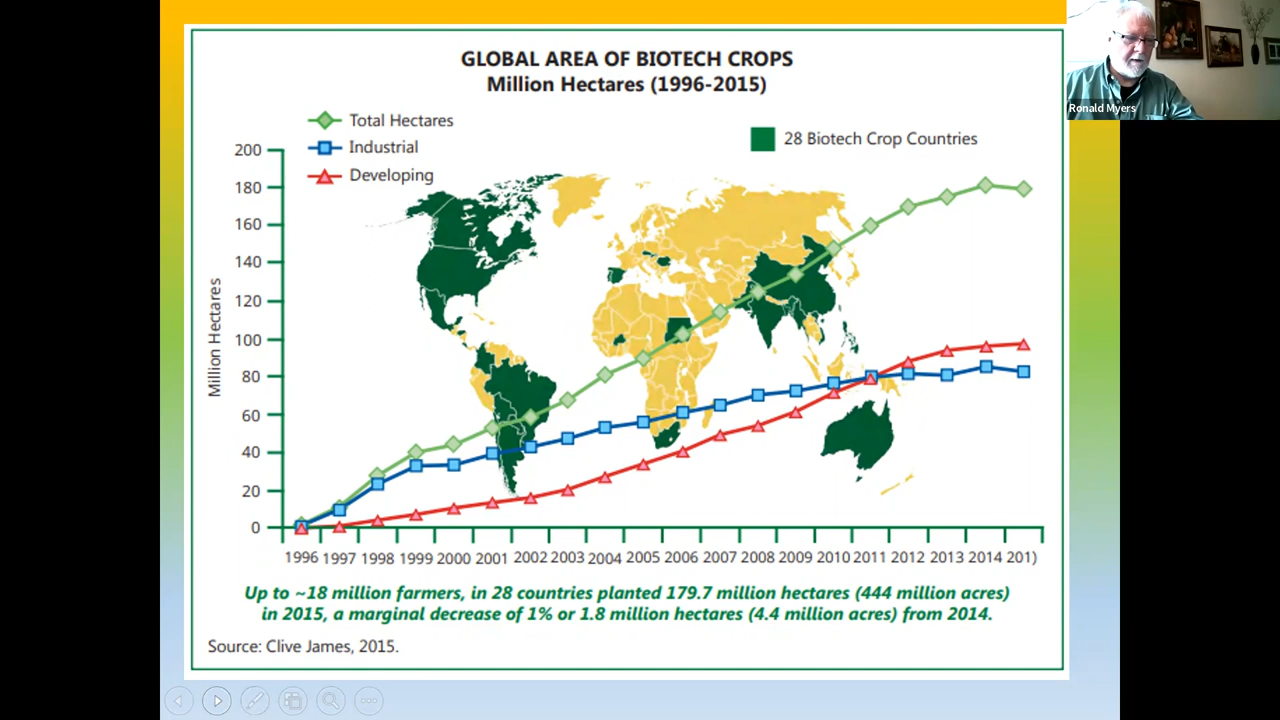 GLOBAL AREA OF BIOTECH CROPS
Million Hectares (1996-2015)
Total Hectares
Industrial
Developing
28 Biotech Crop Countries
Ronald Myers
Million Hectares
200
180
160
140
120
100
80
60
40
20
0
1996 1997 1998 1999 2000 2001 2002 2003 2004 2005 2006 2007 2008 2009 2010 2011 2012 2013 2014 201)
Up to ~18 million farmers, in 28 countries planted 179.7 million hectares (444 million acres)
in 2015, a marginal decrease of 1% or 1.8 million hectares (4.4 million acres) from 2014.
Source: Clive James, 2015.